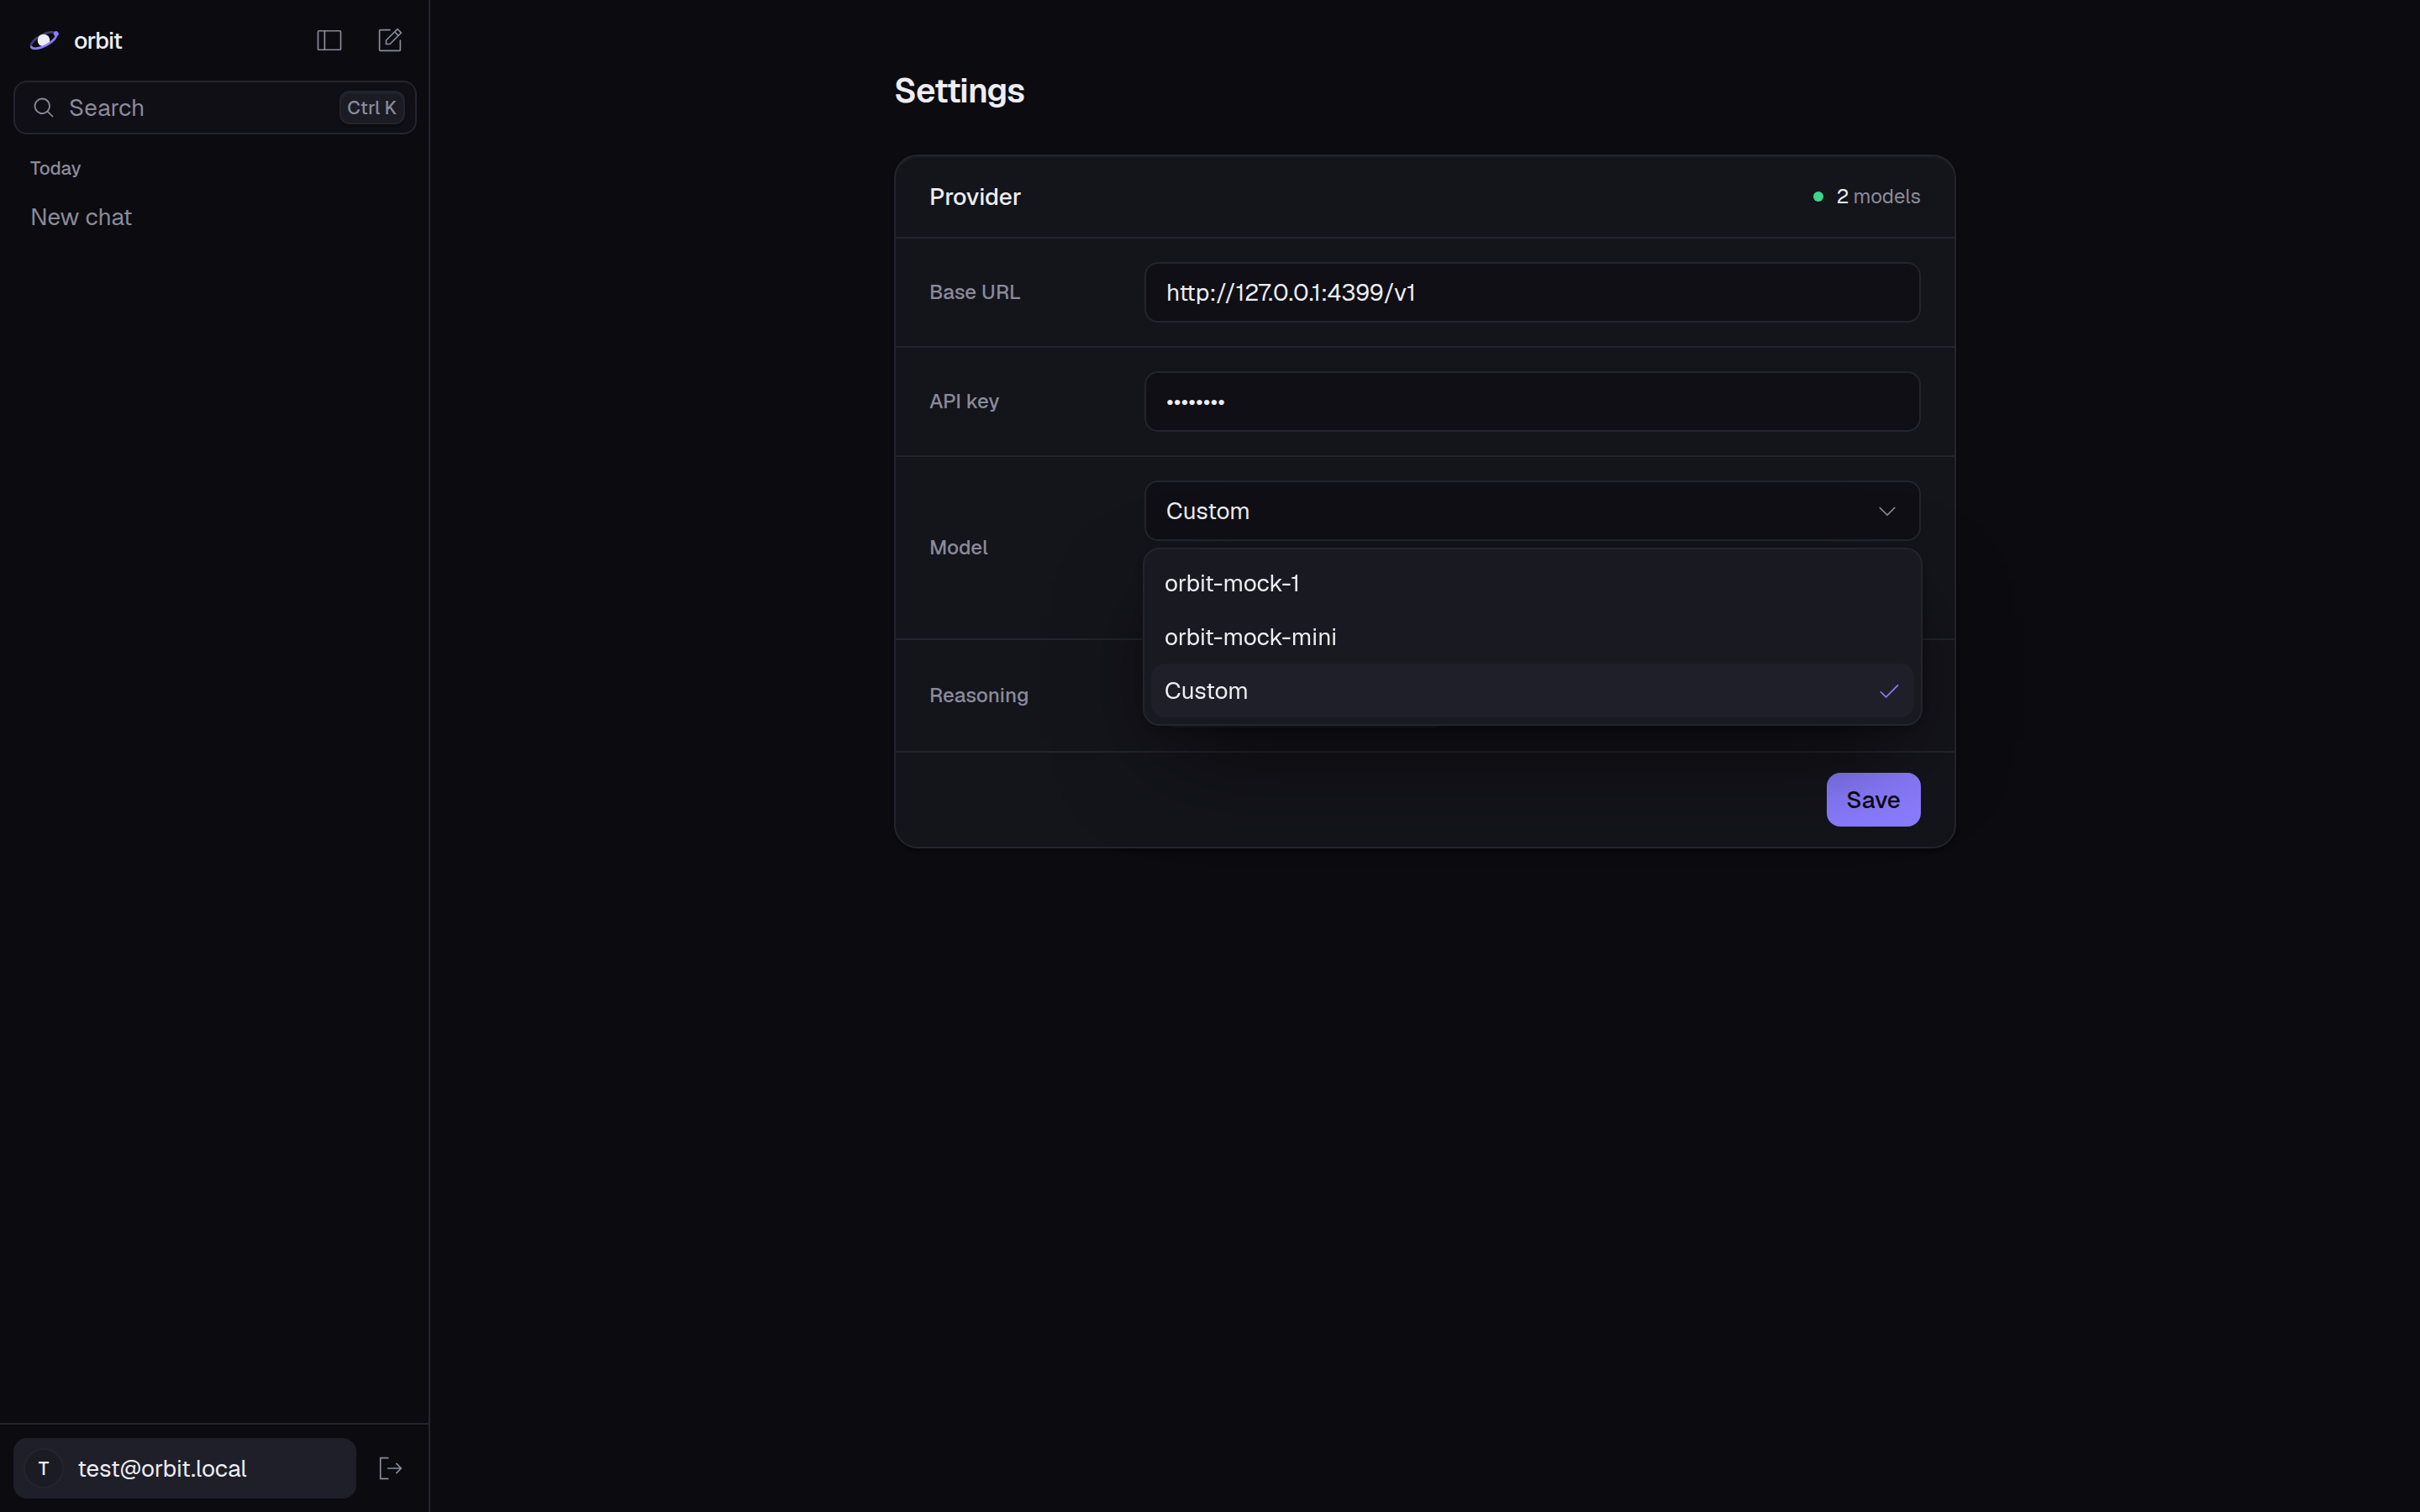 orbit
Search
Ctrl K
Today
New chat
Settings
Provider
2 models
Base URL
http://127.0.0.1:4399/v1
API key
••••••••
Custom
Model
orbit-mock-1
orbit-mock-mini
Custom
Reasoning
Save
T
test@orbit.local